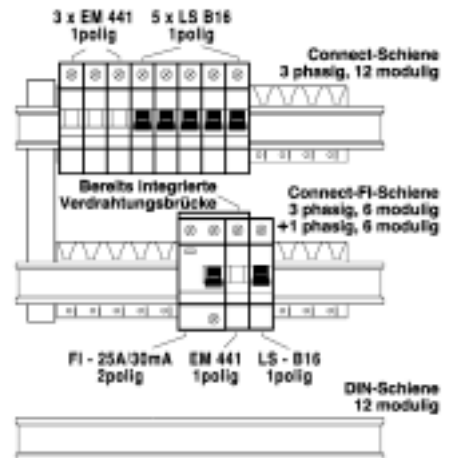 3 x EM 441 5 x LS B16
1polig 1polig
Connect-Schiene
3 phasig, 12 modulig
Bereits integrierte
Verdrahtungsbrücke
Connect-FI-Schiene
3 phasig, 6 modulig
+1 phasig, 6 modulig
FI - 25A/30mA EM 441 LS - B16
2polig 1polig 1polig
DIN-Schiene
12 modulig